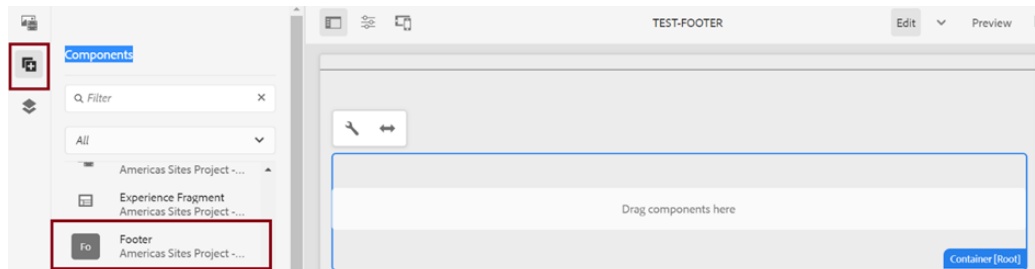 TEST-FOOTER
Edit
Preview
Components
Filter
All
Americas Sites Project -...
Experience Fragment
Americas Sites Project -...
Fo
Footer
Americas Sites Project -...
Drag components here
Container [Root]